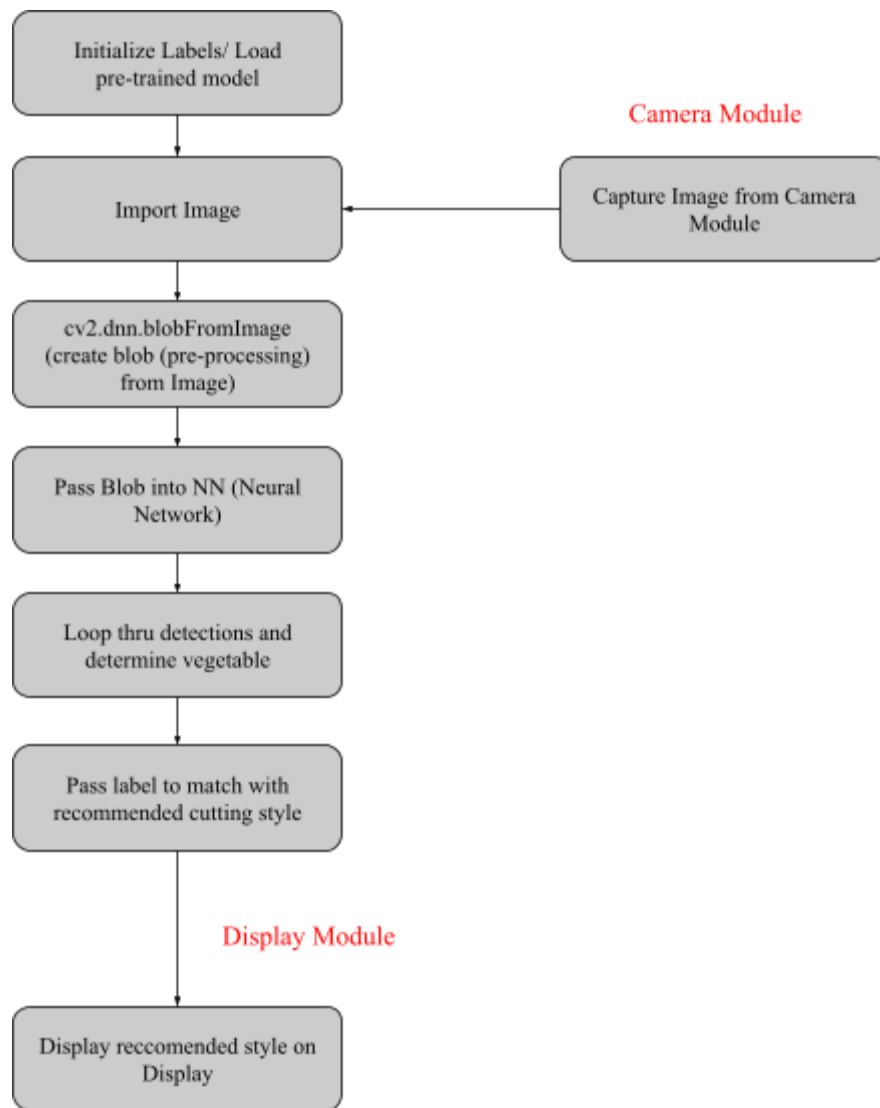 Initialize Labels/ Load
pre-trained model
Camera Module
Import Image
Capture Image from Camera
Module
cv2.dnn.blobFromImage
(create blob (pre-processing)
from Image)
Pass Blob into NN (Neural
Network)
Loop thru detections and
determine vegetable
Pass label to match with
recommended cutting style
Display Module
Display reccomended style on
Display